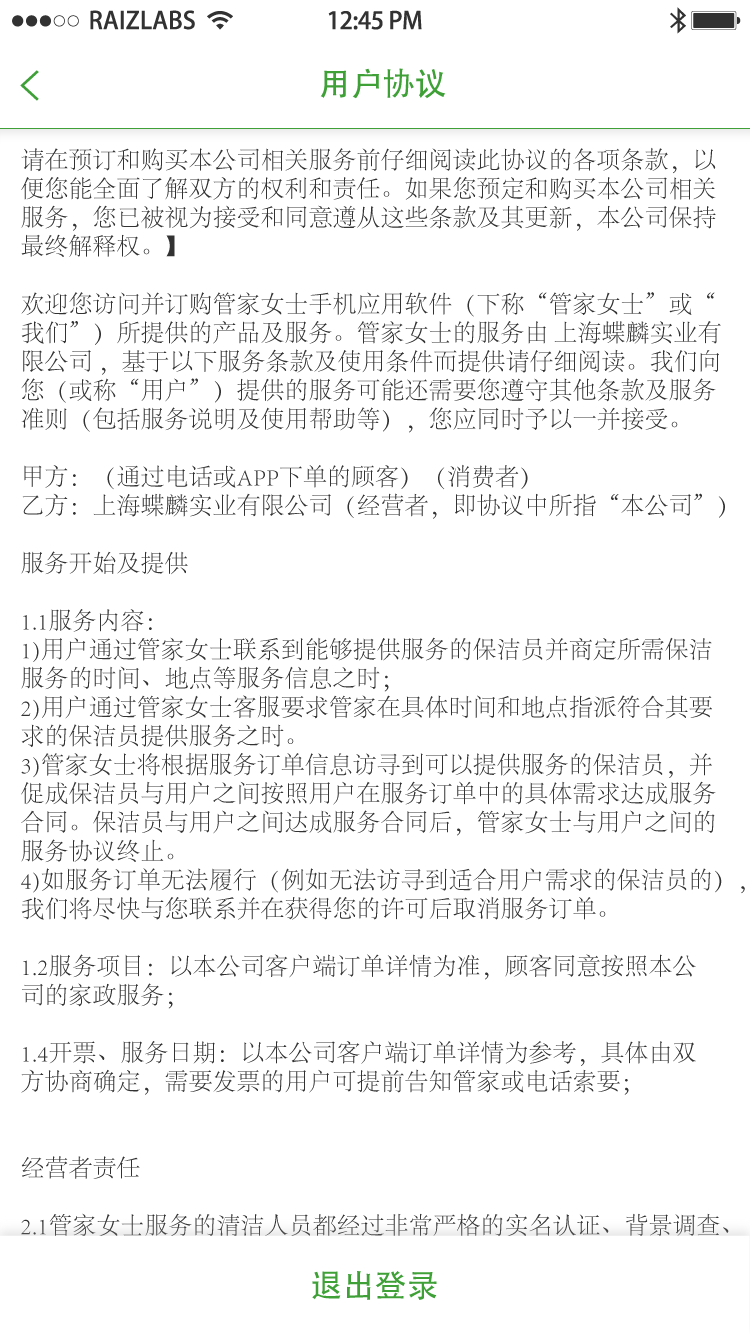 RAIZLABS 12:45 PM
用户协议
请在预订和购买本公司相关服务前仔细阅读此协议的各项条款，以
便您能全面了解双方的权利和责任。如果您预定和购买本公司相关
服务，您已被视为接受和同意遵从这些条款及其更新，本公司保持
最终解释权。】
欢迎您访问并订购管家女士手机应用软件（下称“管家女士”或“
我们”）所提供的产品及服务。管家女士的服务由 上海蝶麟实业有
限公司 ，基于以下服务条款及使用条件而提供请仔细阅读。我们向
您（或称“用户”）提供的服务可能还需要您遵守其他条款及服务
准则（包括服务说明及使用帮助等），您应同时予以一并接受。
甲方：（通过电话或APP下单的顾客）（消费者）
乙方：上海蝶麟实业有限公司（经营者，即协议中所指“本公司”）
服务开始及提供
1.1服务内容：
1)用户通过管家女士联系到能够提供服务的保洁员并商定所需保洁
服务的时间、地点等服务信息之时；
2)用户通过管家女士客服要求管家在具体时间和地点指派符合其要
求的保洁员提供服务之时。
3)管家女士将根据服务订单信息访寻到可以提供服务的保洁员，并
促成保洁员与用户之间按照用户在服务订单中的具体需求达成服务
合同。保洁员与用户之间达成服务合同后，管家女士与用户之间的
服务协议终止。
4)如服务订单无法履行（例如无法访寻到适合用户需求的保洁员的），
我们将尽快与您联系并在获得您的许可后取消服务订单。
1.2服务项目：以本公司客户端订单详情为准，顾客同意按照本公
司的家政服务；
1.4开票、服务日期：以本公司客户端订单详情为参考，具体由双
方协商确定，需要发票的用户可提前告知管家或电话索要；
经营者责任
2.1管家女士服务的清洁人员都经过非常严格的实名认证、背景调查、
退出登录